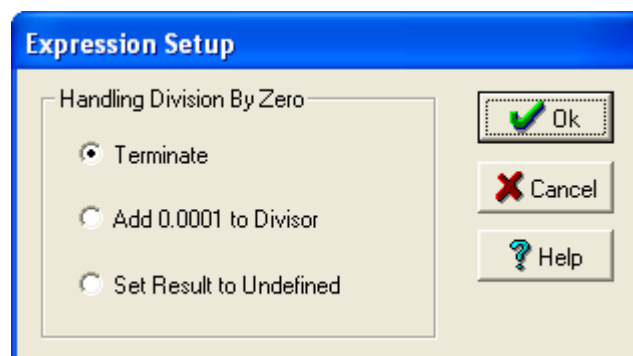 Expression Setup
Handling Division By Zero
Terminate
Add 0.0001 to Divisor
Set Result to Undefined
Ok
Cancel
Help